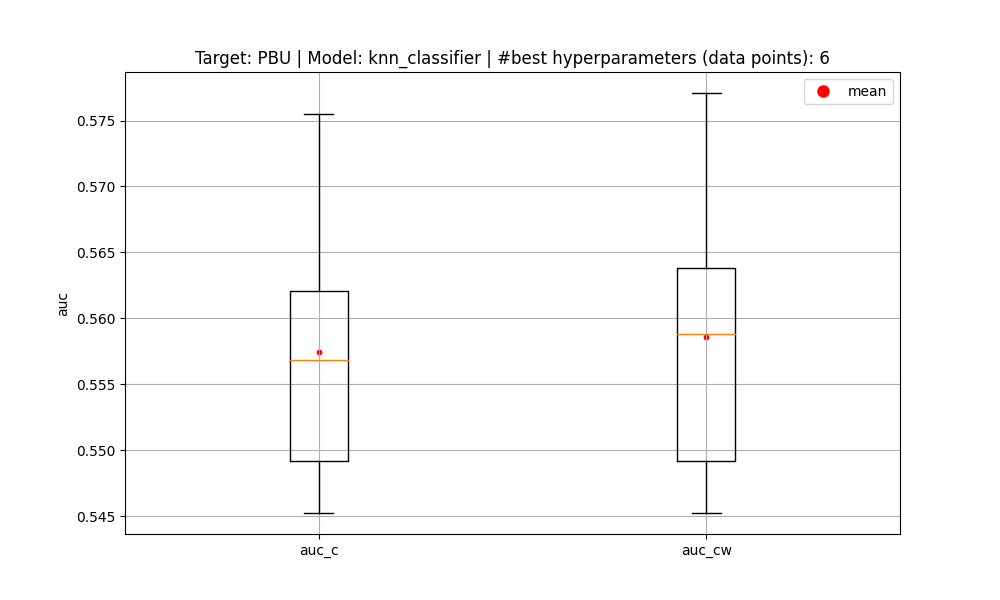 Target: PBU | Model: knn_classifier | #best hyperparameters (data points): 6
mean
0.575
0.570
0.565
0.560
0.555
0.550
0.545
auc
auc_c
auc_cw